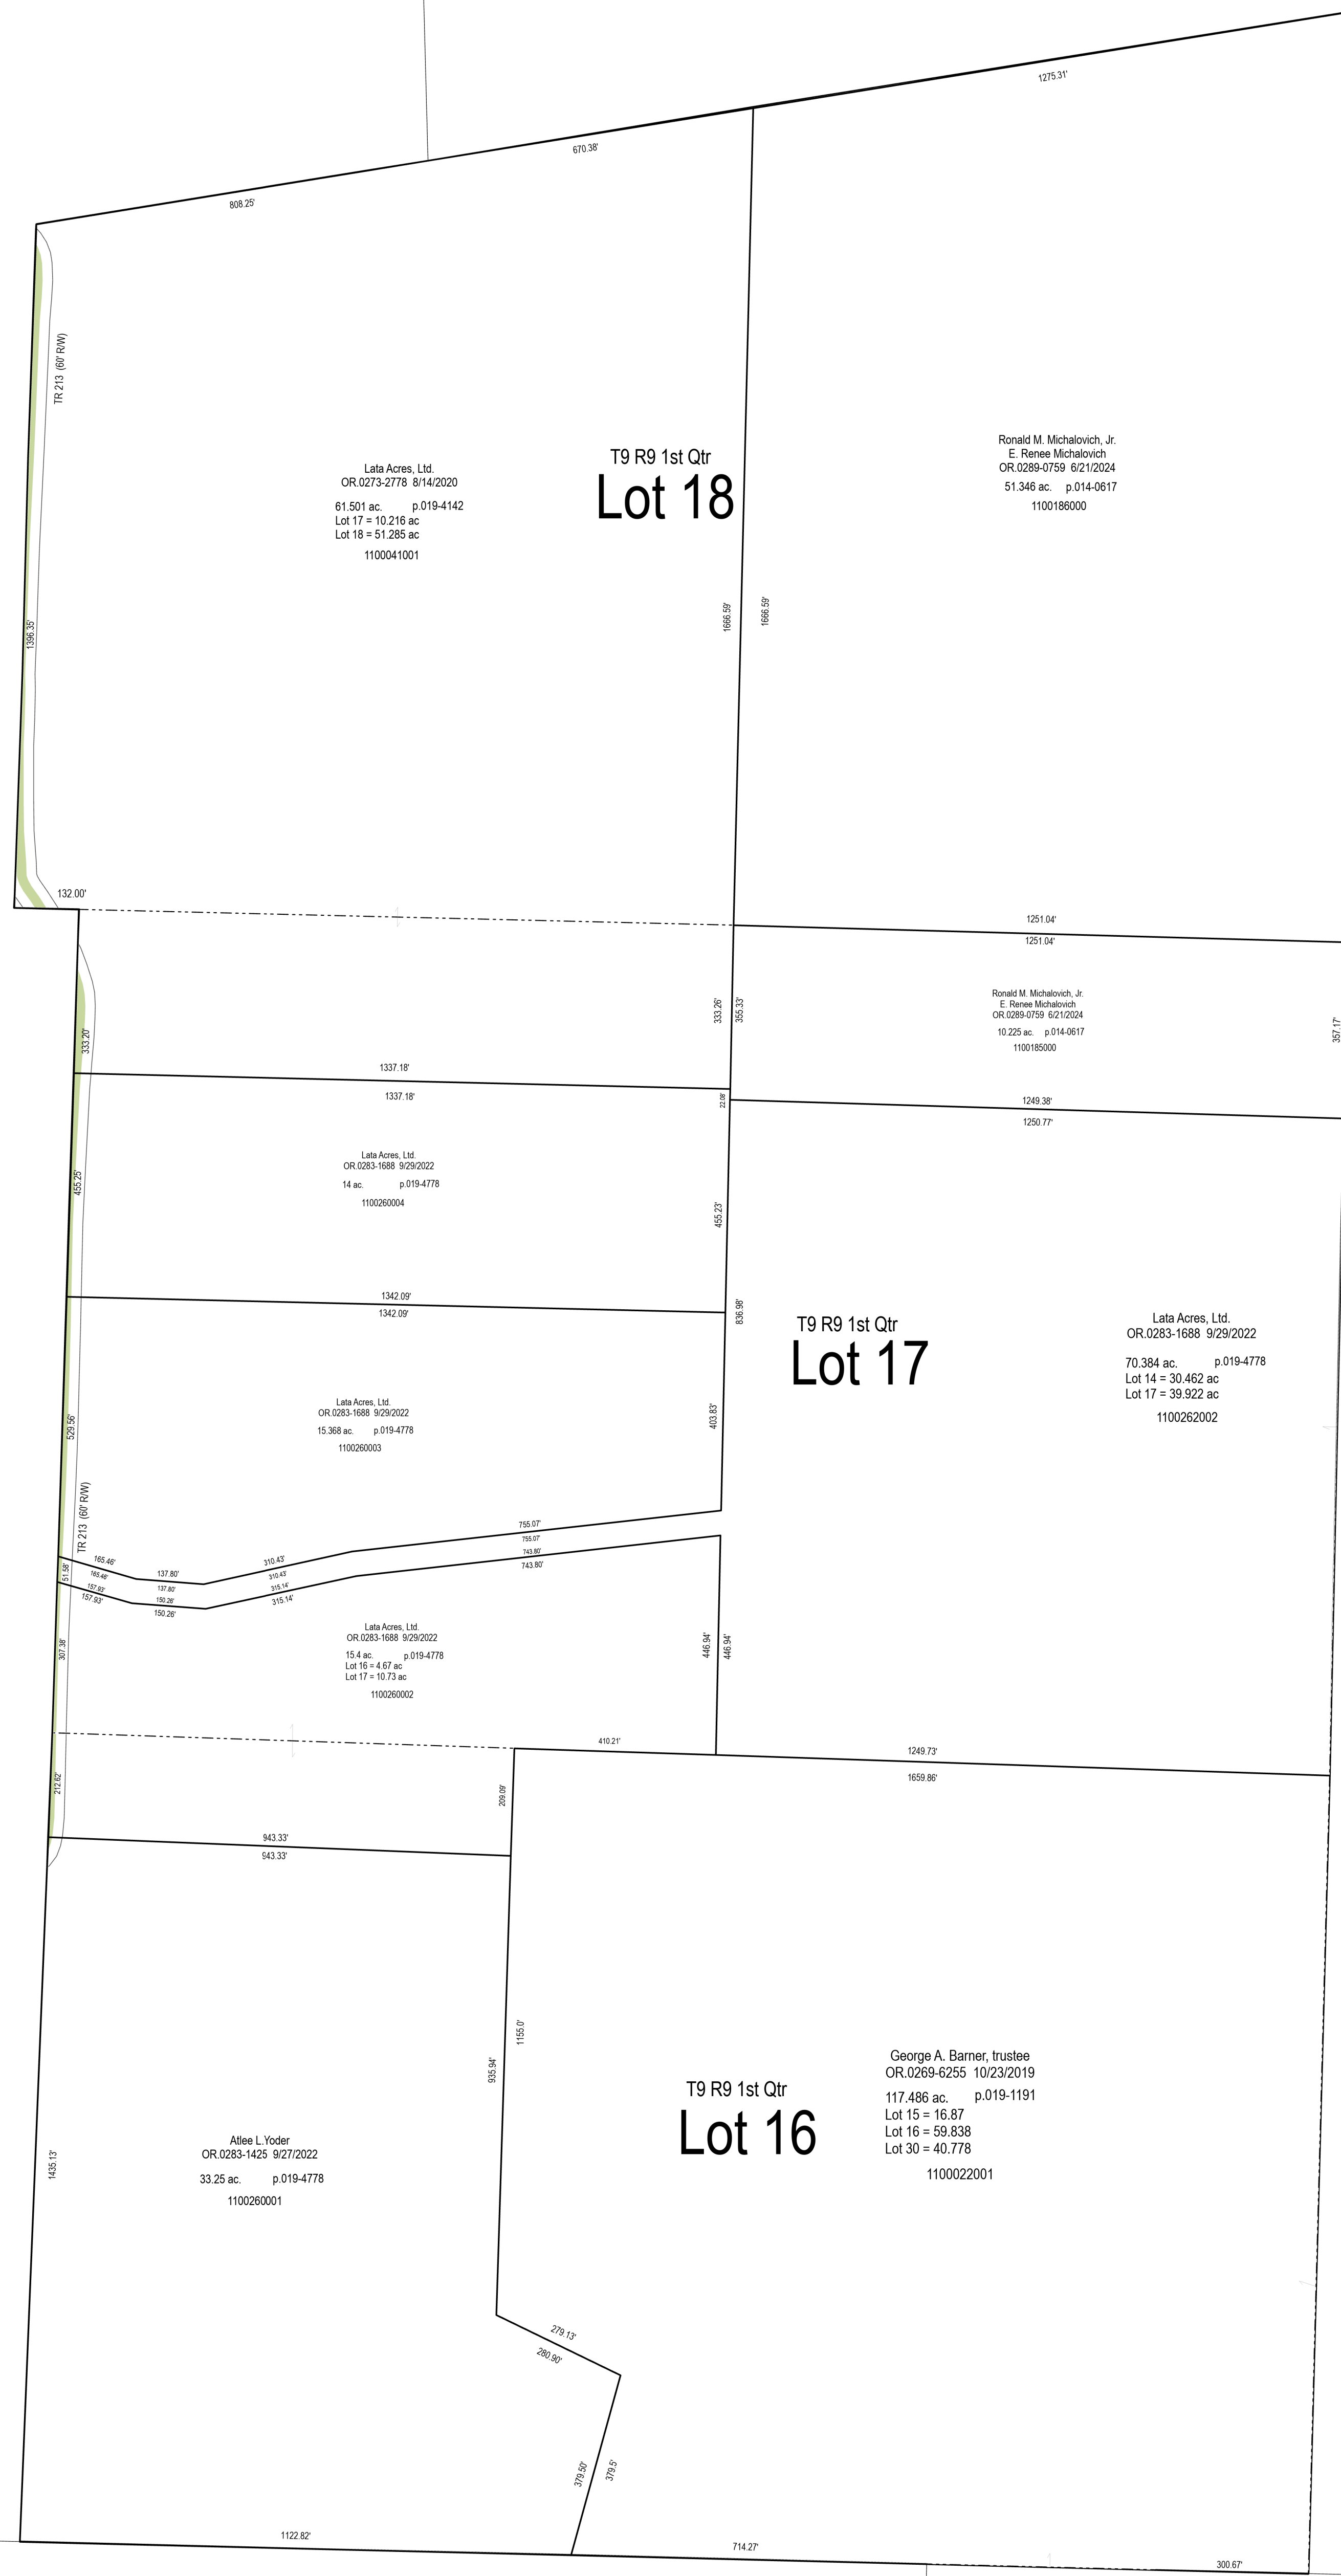 1275.31'
670.38'
808.25'
TR 213 (60' R/W)
T9 R9 1st Qtr
Lot 18
Lata Acres, Ltd.
OR.0273-2778 8/14/2020
61.501 ac. p.019-4142
Lot 17 = 10.216 ac
Lot 18 = 51.285 ac
1100041001
Ronald M. Michalovich, Jr.
E. Renee Michalovich
OR.0289-0759 6/21/2024
51.346 ac. p.014-0617
1100186000
1396.35'
1666.59'
1666.59'
132.00'
1251.04'
1251.04'
333.20'
333.26'
355.33'
Ronald M. Michalovich, Jr.
E. Renee Michalovich
OR.0289-0759 6/21/2024
10.225 ac. p.014-0617
1100185000
357.17'
1337.18'
1337.18'
22.08'
1249.38'
1250.77'
Lata Acres, Ltd.
OR.0283-1688 9/29/2022
14 ac. p.019-4778
1100260004
455.25'
455.23'
1342.09'
1342.09'
836.98'
T9 R9 1st Qtr
Lot 17
Lata Acres, Ltd.
OR.0283-1688 9/29/2022
70.384 ac. p.019-4778
Lot 14 = 30.462 ac
Lot 17 = 39.922 ac
1100262002
Lata Acres, Ltd.
OR.0283-1688 9/29/2022
15.368 ac. p.019-4778
1100260003
529.56'
403.83'
TR 213 (60' R/W)
755.07'
755.07'
743.80'
743.80'
165.46'
165.46'
157.93'
157.93'
137.80'
137.80'
150.26'
150.26'
310.43'
310.43'
315.14'
315.14'
51.58'
Lata Acres, Ltd.
OR.0283-1688 9/29/2022
15.4 ac. p.019-4778
Lot 16 = 4.67 ac
Lot 17 = 10.73 ac
1100260002
307.38'
446.94'
446.94'
410.21'
1249.73'
1659.86'
212.62'
209.09'
943.33'
943.33'
935.94'
1155.0'
T9 R9 1st Qtr
Lot 16
George A. Barner, trustee
OR.0269-6255 10/23/2019
117.486 ac. p.019-1191
Lot 15 = 16.87
Lot 16 = 59.838
Lot 30 = 40.778
1100022001
Atlee L.Yoder
OR.0283-1425 9/27/2022
33.25 ac. p.019-4778
1100260001
1435.13'
279.13'
280.90'
379.50'
379.5'
1122.82'
714.27'
300.67'